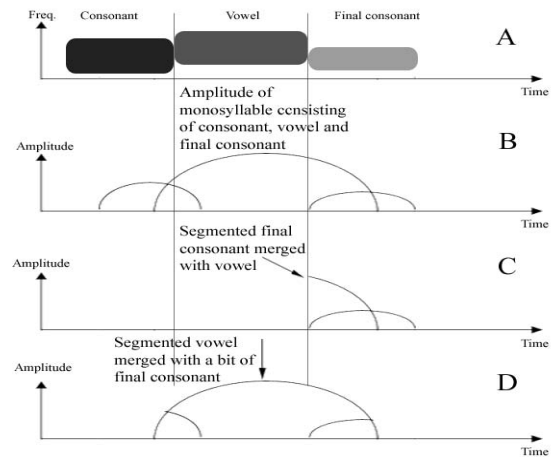 Freq.
Consonant
Vowel
Final consonant
A
Time
Amplitude of
monosyllable ccnsisting
of consonant, vowel and
final consonant
Amplitude
B
Time
Segmented final
consonant merged
with vowel
Amplitude
C
Time
Segmented vowel
merged with a bit of
final consonant
Amplitude
D
Time